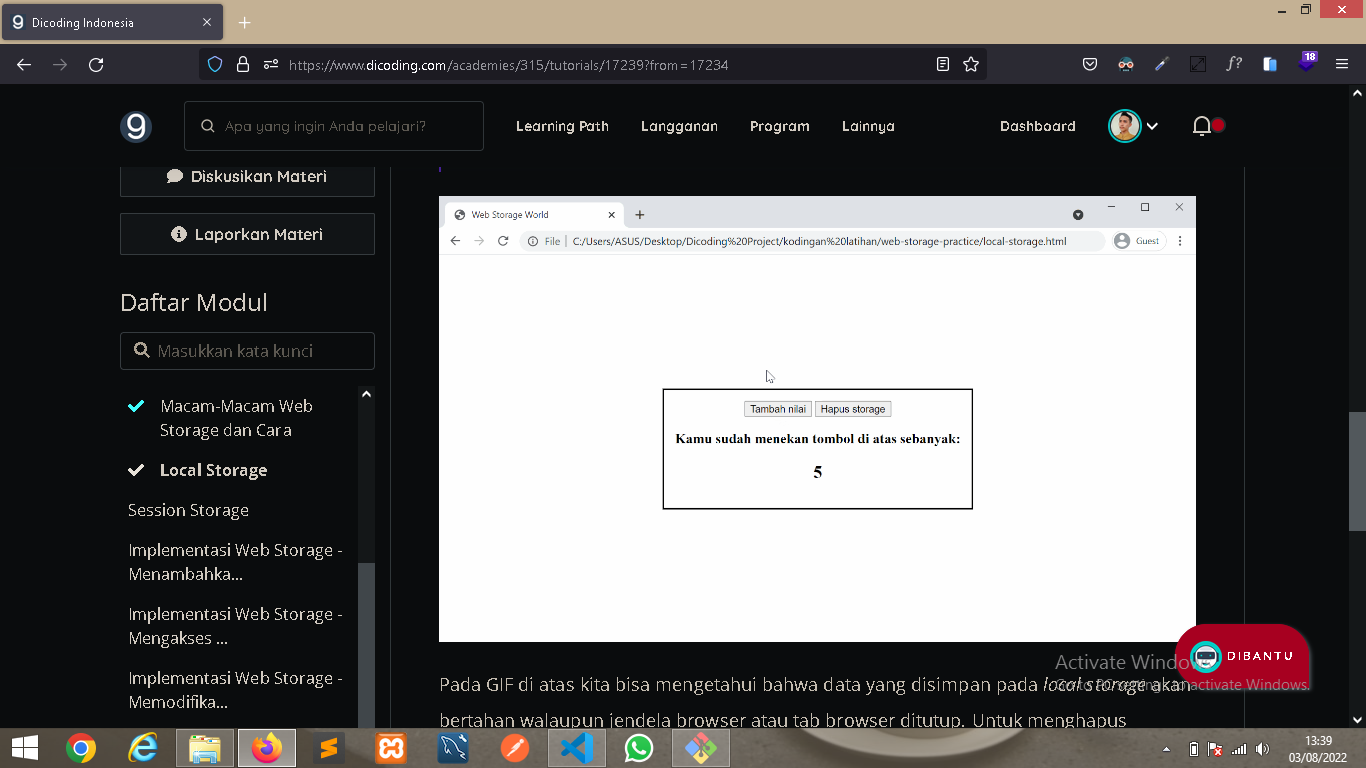 Dicoding Indonesia
https://www.dicoding.com/academies/315/tutorials/17239?from=17234
18
Apa yang ingin Anda pelajari?
Learning Path
Langganan
Program
Lainnya
Dashboard
Diskusikan Materi
Laporkan Materi
Daftar Modul
Masukkan kata kunci
Macam-Macam Web
Storage dan Cara
Local Storage
Session Storage
Implementasi Web Storage -
Menambahka...
Implementasi Web Storage -
Mengakses ...
Implementasi Web Storage -
Memodifika...
Web Storage World
File
C:/Users/ASUS/Desktop/Dicoding%20Project/kodingan%20latihan/web-storage-practice/local-storage.html
Guest
Tambah nilai
Hapus storage
Kamu sudah menekan tombol di atas sebanyak:
5
DIBANTU
Activate Windo
Go to PC settings to activate Windows.
Pada GIF di atas kita bisa mengetahui bahwa data yang disimpan pada local storage akan
bertahan walaupun jendela browser atau tab browser ditutup. Untuk menghapus
13:39
03/08/2022